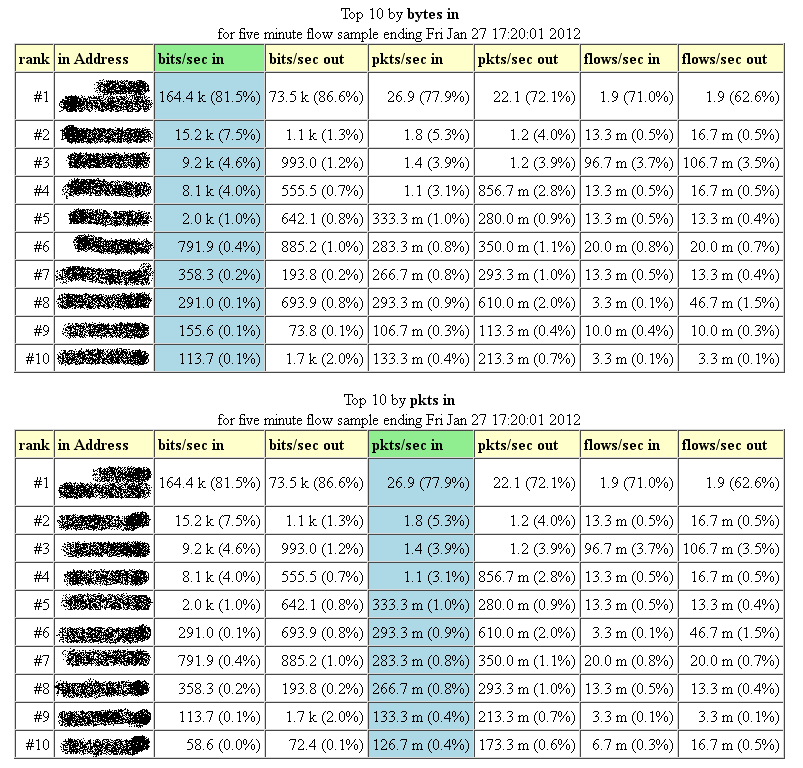 Top 10 by bytes in
for five minute flow sample ending Fri Jan 27 17:20:01 2012
rank in Address bits/sec in bits/sec out pkts/sec in pkts/sec out flows/sec in flows/sec out
#1 164.4 k (81.5%) 73.5 k (86.6%) 26.9 (77.9%) 22.1 (72.1%) 1.9 (71.0%) 1.9 (62.6%)
#2 15.2 k (7.5%) 1.1 k (1.3%) 1.8 (5.3%) 1.2 (4.0%) 13.3 m (0.5%) 16.7 m (0.5%)
#3 9.2 k (4.6%) 993.0 (1.2%) 1.4 (3.9%) 1.2 (3.9%) 96.7 m (3.7%) 106.7 m (3.5%)
#4 8.1 k (4.0%) 555.5 (0.7%) 1.1 (3.1%) 856.7 m (2.8%) 13.3 m (0.5%) 16.7 m (0.5%)
#5 2.0 k (1.0%) 642.1 (0.8%) 333.3 m (1.0%) 280.0 m (0.9%) 13.3 m (0.5%) 13.3 m (0.4%)
#6 791.9 (0.4%) 885.2 (1.0%) 283.3 m (0.8%) 350.0 m (1.1%) 20.0 m (0.8%) 20.0 m (0.7%)
#7 358.3 (0.2%) 193.8 (0.2%) 266.7 m (0.8%) 293.3 m (1.0%) 13.3 m (0.5%) 13.3 m (0.4%)
#8 291.0 (0.1%) 693.9 (0.8%) 293.3 m (0.9%) 610.0 m (2.0%) 3.3 m (0.1%) 46.7 m (1.5%)
#9 155.6 (0.1%) 73.8 (0.1%) 106.7 m (0.3%) 113.3 m (0.4%) 10.0 m (0.4%) 10.0 m (0.3%)
#10 113.7 (0.1%) 1.7 k (2.0%) 133.3 m (0.4%) 213.3 m (0.7%) 3.3 m (0.1%) 3.3 m (0.1%)
Top 10 by pkts in
for five minute flow sample ending Fri Jan 27 17:20:01 2012
rank in Address bits/sec in bits/sec out pkts/sec in pkts/sec out flows/sec in flows/sec out
#1 164.4 k (81.5%) 73.5 k (86.6%) 26.9 (77.9%) 22.1 (72.1%) 1.9 (71.0%) 1.9 (62.6%)
#2 15.2 k (7.5%) 1.1 k (1.3%) 1.8 (5.3%) 1.2 (4.0%) 13.3 m (0.5%) 16.7 m (0.5%)
#3 9.2 k (4.6%) 993.0 (1.2%) 1.4 (3.9%) 1.2 (3.9%) 96.7 m (3.7%) 106.7 m (3.5%)
#4 8.1 k (4.0%) 555.5 (0.7%) 1.1 (3.1%) 856.7 m (2.8%) 13.3 m (0.5%) 16.7 m (0.5%)
#5 2.0 k (1.0%) 642.1 (0.8%) 333.3 m (1.0%) 280.0 m (0.9%) 13.3 m (0.5%) 13.3 m (0.4%)
#6 291.0 (0.1%) 693.9 (0.8%) 293.3 m (0.9%) 610.0 m (2.0%) 3.3 m (0.1%) 46.7 m (1.5%)
#7 791.9 (0.4%) 885.2 (1.0%) 283.3 m (0.8%) 350.0 m (1.1%) 20.0 m (0.8%) 20.0 m (0.7%)
#8 358.3 (0.2%) 193.8 (0.2%) 266.7 m (0.8%) 293.3 m (1.0%) 13.3 m (0.5%) 13.3 m (0.4%)
#9 113.7 (0.1%) 1.7 k (2.0%) 133.3 m (0.4%) 213.3 m (0.7%) 3.3 m (0.1%) 3.3 m (0.1%)
#10 58.6 (0.0%) 72.4 (0.1%) 126.7 m (0.4%) 173.3 m (0.6%) 6.7 m (0.3%) 16.7 m (0.5%)